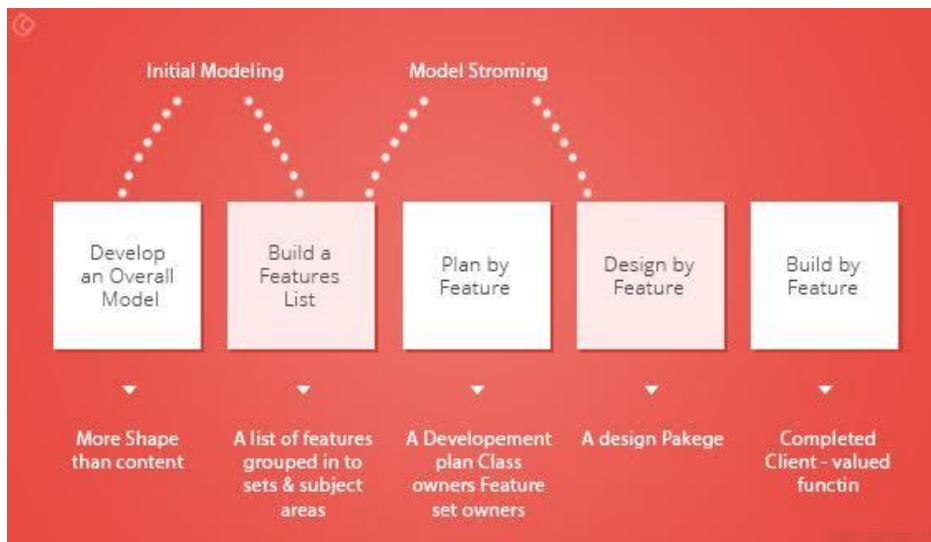 Initial Modeling
Model Stroming
Develop
an Overall
Model
Build a
Features
List
Plan by
Feature
Design by
Feature
Build by
Feature
More Shape
than content
A list of features
grouped in to
sets & subject
areas
A Developement
plan Class
owners Feature
set owners
A design Pakege
Completed
Client - valued
functin